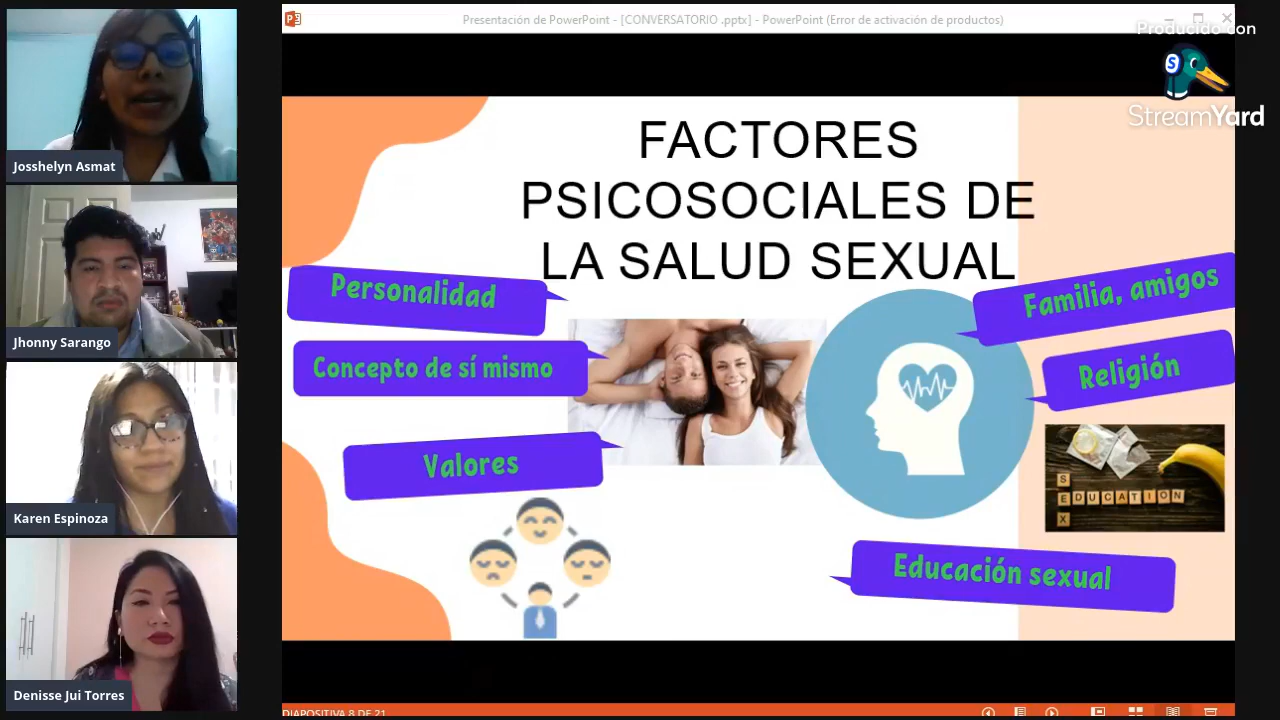 Presentación de PowerPoint - [CONVERSATORIO .pptx] - PowerPoint (Error de activación de productos)
Producido con
S
StreamYard
FACTORES
PSICOSOCIALES DE
LA SALUD SEXUAL
Personalidad
Familia, amigos
Concepto de sí mismo
Religión
Valores
S
EDUCATION
X
Educación sexual
Josshelyn Asmat
Jhonny Sarango
Karen Espinoza
Denisse Jui Torres
DIAPOSITIVA 8 DE 21